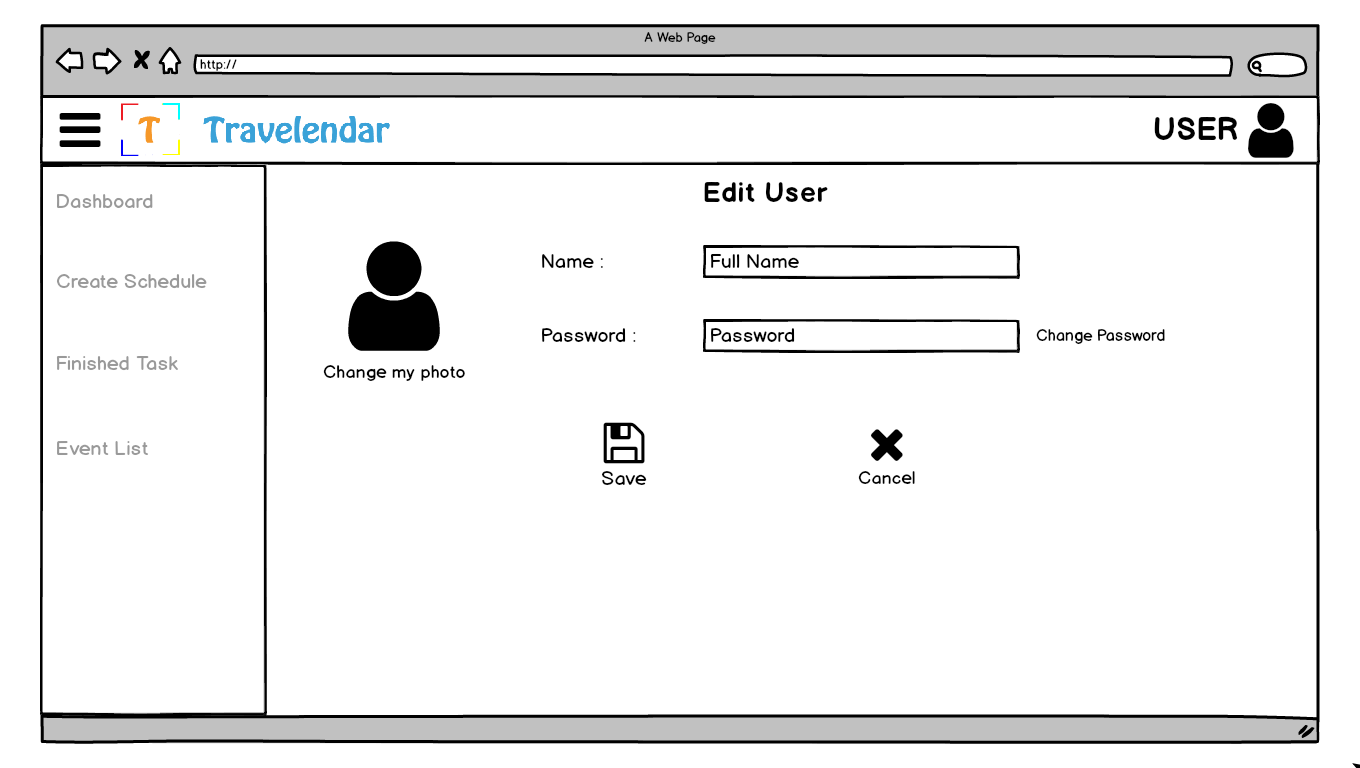 A Web Page
http://
T Travelendar
USER
Dashboard
Create Schedule
Finished Task
Event List
Edit User
Name :
Full Name
Password :
Password
Change Password
Change my photo
Save
Cancel